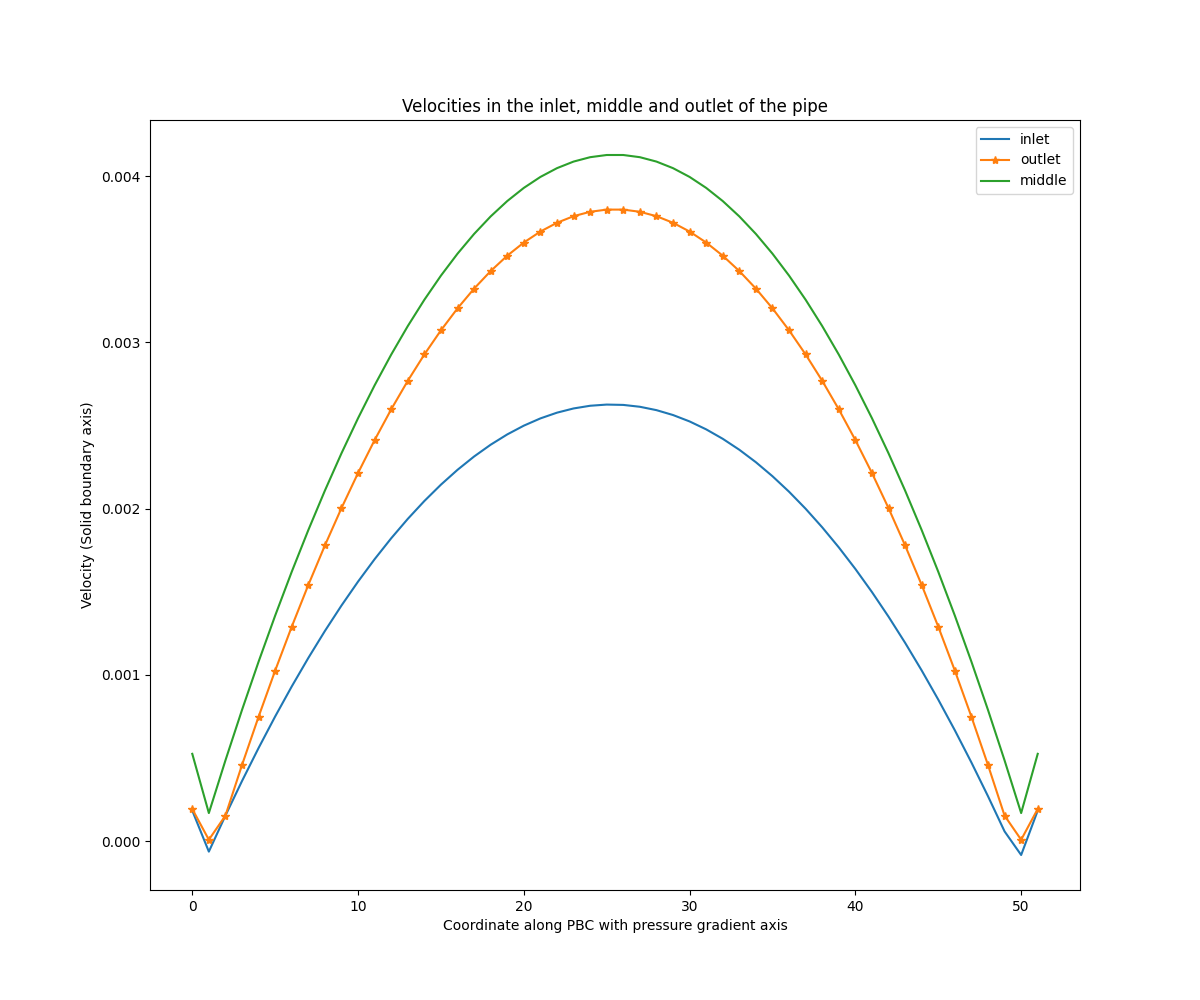 Velocities in the inlet, middle and outlet of the pipe
inlet
outlet
middle
0.004
0.003
0.002
0.001
0.000
Velocity (Solid boundary axis)
0 10 20 30 40 50
Coordinate along PBC with pressure gradient axis